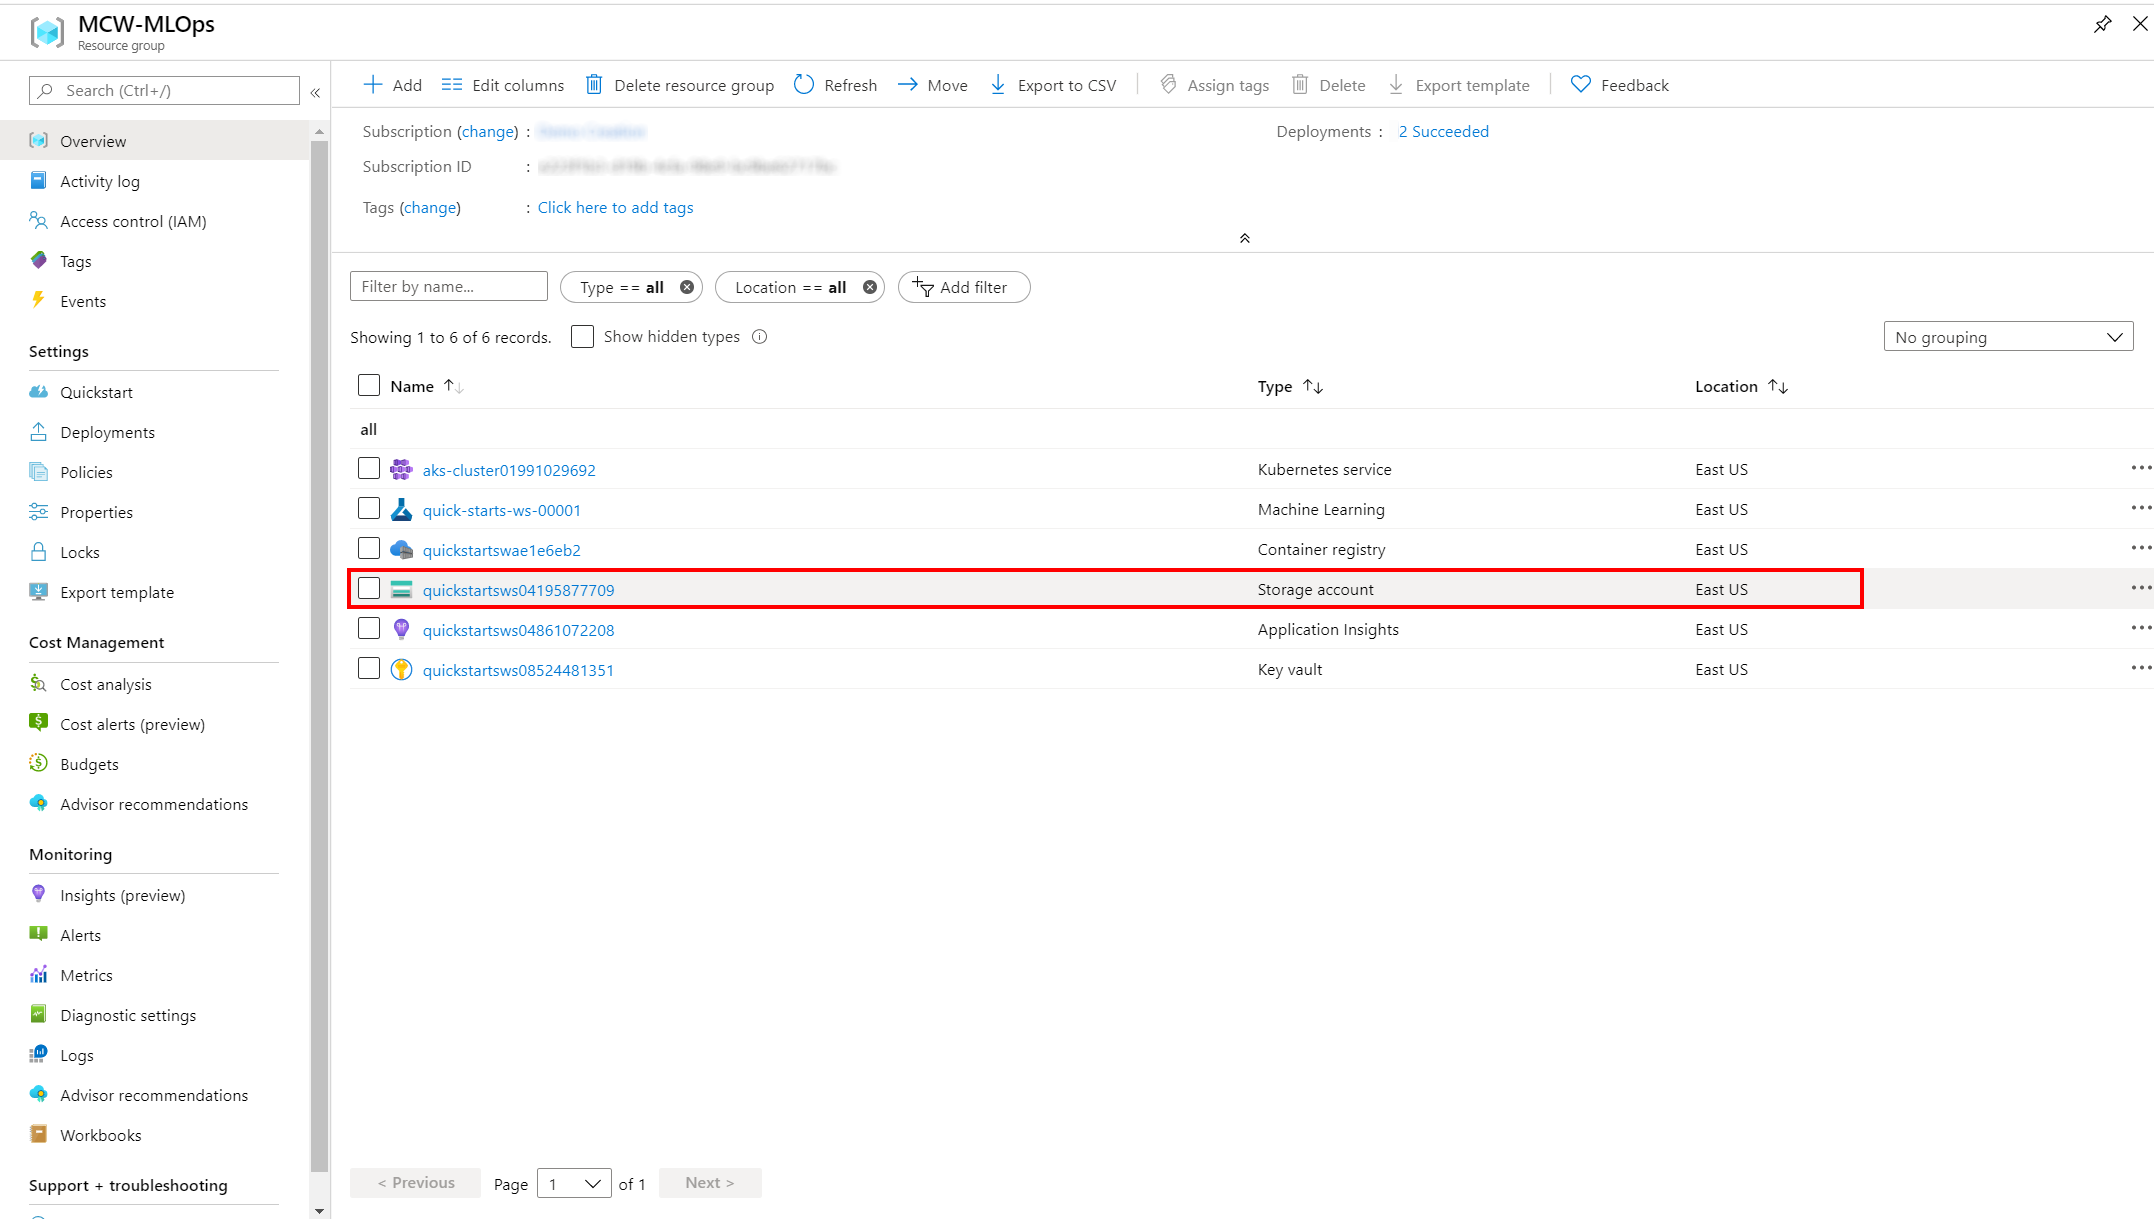 MCW-MLOps
Resource group
Search (Ctrl+/)
«
Overview
Activity log
Access control (IAM)
Tags
Events
Settings
Quickstart
Deployments
Policies
Properties
Locks
Export template
Cost Management
Cost analysis
Cost alerts (preview)
Budgets
Advisor recommendations
Monitoring
Insights (preview)
Alerts
Metrics
Diagnostic settings
Logs
Advisor recommendations
Workbooks
Support + troubleshooting
Add Edit columns Delete resource group Refresh Move Export to CSV Assign tags Delete Export template Feedback
Subscription (change) : Deployments : 2 Succeeded
Subscription ID :
Tags (change) : Click here to add tags
Filter by name... Type == all Location == all Add filter
Showing 1 to 6 of 6 records. Show hidden types No grouping
Name Type Location
all
aks-cluster01991029692 Kubernetes service East US
quick-starts-ws-00001 Machine Learning East US
quickstartswae1e6eb2 Container registry East US
quickstartsws04195877709 Storage account East US
quickstartsws04861072208 Application Insights East US
quickstartsws08524481351 Key vault East US
< Previous Page 1 of 1 Next >